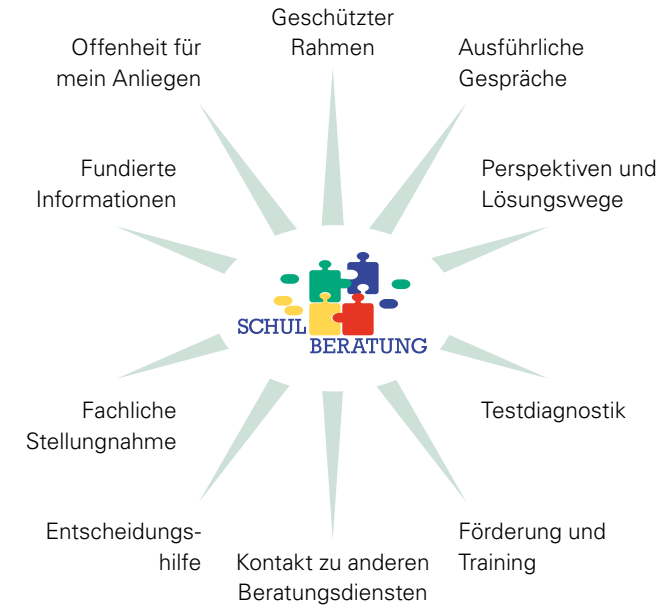 Geschützter
Rahmen
Offenheit für
mein Anliegen
Ausführliche
Gespräche
Fundierte
Informationen
Perspektiven und
Lösungswege
SCHUL
BERATUNG
Fachliche
Stellungnahme
Testdiagnostik
Entscheidungs-
hilfe
Kontakt zu anderen
Beratungsdiensten
Förderung und
Training